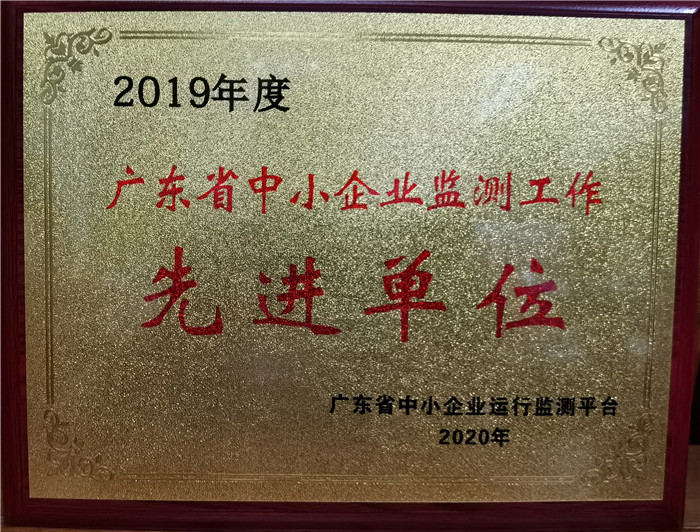 2019年度
广东省中小企业监测工作
先进单位
广东省中小企业运行监测平台
2020年